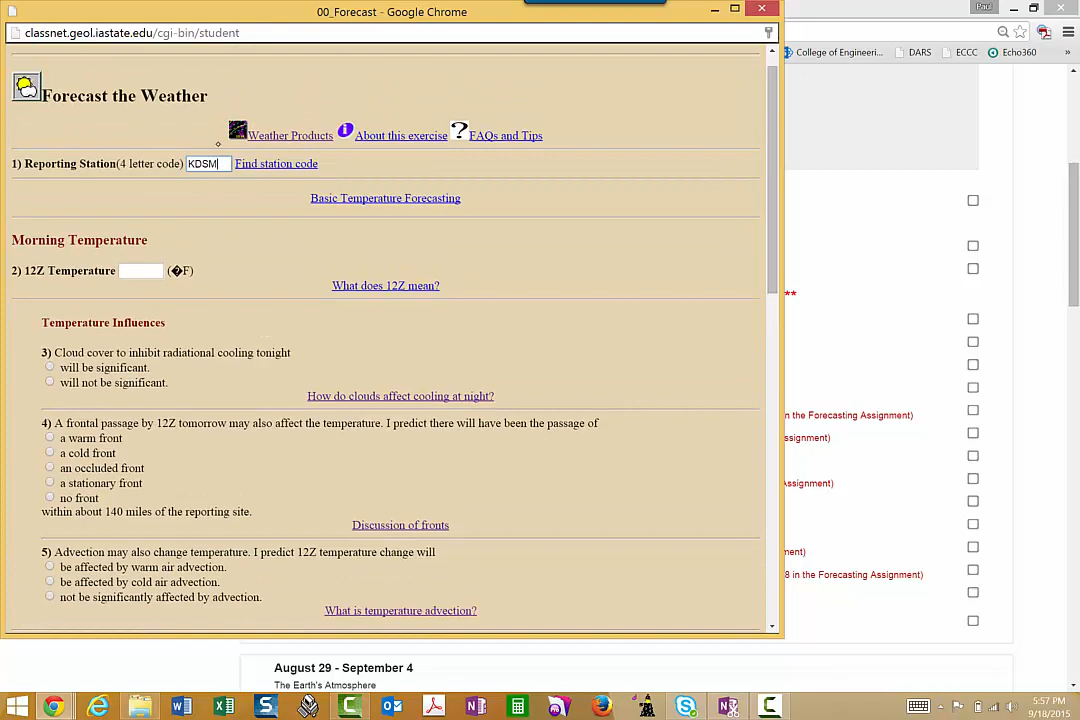 00_Forecast - Google Chrome
Paul
classnet.geol.iastate.edu/cgi-bin/student
College of Engineeri...
DARS
ECCC
Echo360
»
Forecast the Weather
Weather Products
About this exercise
FAQs and Tips
1) Reporting Station(4 letter code) KDSM Find station code
Basic Temperature Forecasting
Morning Temperature
2) 12Z Temperature (�F)
What does 12Z mean?
Temperature Influences
3) Cloud cover to inhibit radiational cooling tonight
will be significant.
will not be significant.
How do clouds affect cooling at night?
4) A frontal passage by 12Z tomorrow may also affect the temperature. I predict there will have been the passage of
a warm front
a cold front
an occluded front
a stationary front
no front
within about 140 miles of the reporting site.
Discussion of fronts
5) Advection may also change temperature. I predict 12Z temperature change will
be affected by warm air advection.
be affected by cold air advection.
not be significantly affected by advection.
What is temperature advection?
**
n the Forecasting Assignment)
ssignment)
ssignment)
ment)
8 in the Forecasting Assignment)
August 29 - September 4
The Earth's Atmosphere
5:57 PM
9/18/2015